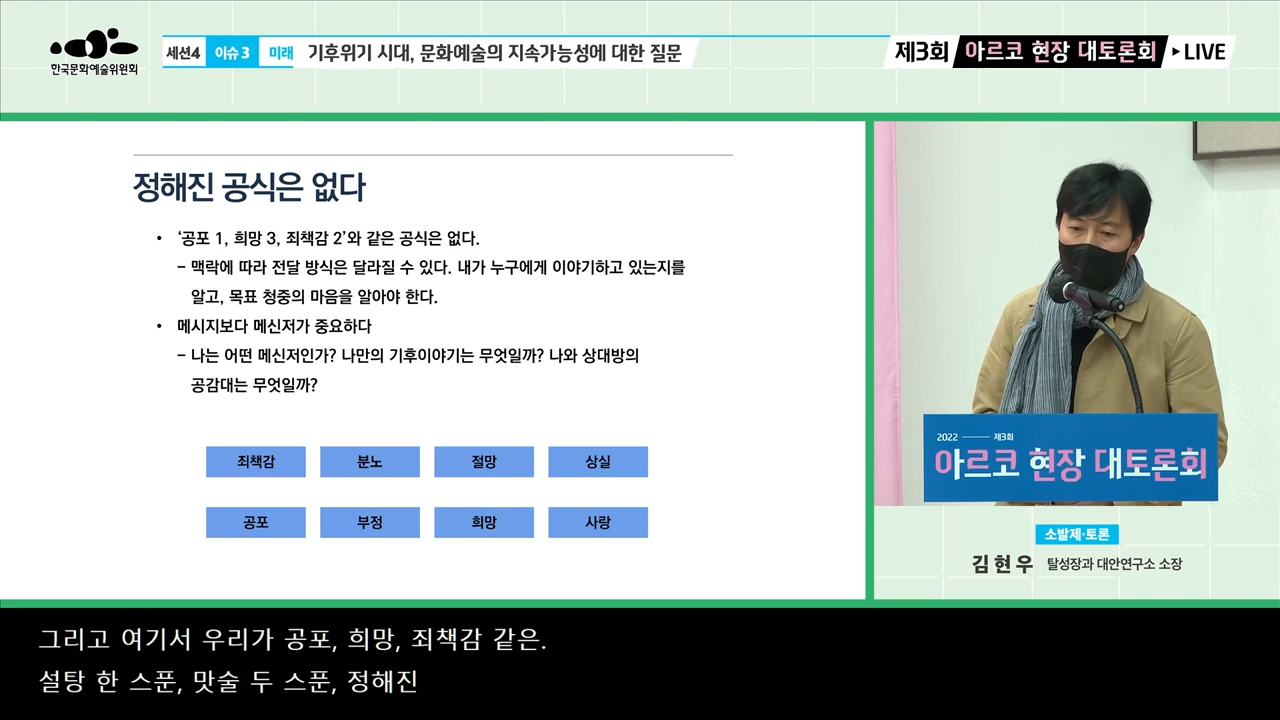 한국문화예술위원회
세션4 이슈 3 미래 기후위기 시대, 문화예술의 지속가능성에 대한 질문
제3회 아르코 현장 대토론회 LIVE
정해진 공식은 없다
• ‘공포 1, 희망 3, 죄책감 2’와 같은 공식은 없다.
– 맥락에 따라 전달 방식은 달라질 수 있다. 내가 누구에게 이야기하고 있는지를
알고, 목표 청중의 마음을 알아야 한다.
• 메시지보다 메신저가 중요하다
– 나는 어떤 메신저인가? 나만의 기후이야기는 무엇일까? 나와 상대방의
공감대는 무엇일까?
죄책감 분노 절망 상실
공포 부정 희망 사랑
2022 제3회
아르코 현장 대토론회
소발제·토론
김현우 탈성장과 대안연구소 소장
그리고 여기서 우리가 공포, 희망, 죄책감 같은.
설탕 한 스푼, 맛술 두 스푼, 정해진